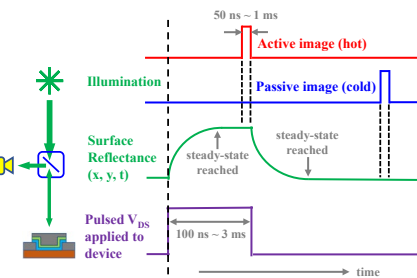 50 ns ~ 1 ms
Active image (hot)
Illumination
Passive image (cold)
Surface
Reflectance
(x, y, t)
steady-state
reached
steady-state
reached
Pulsed VDS
applied to
device
100 ns ~ 3 ms
time